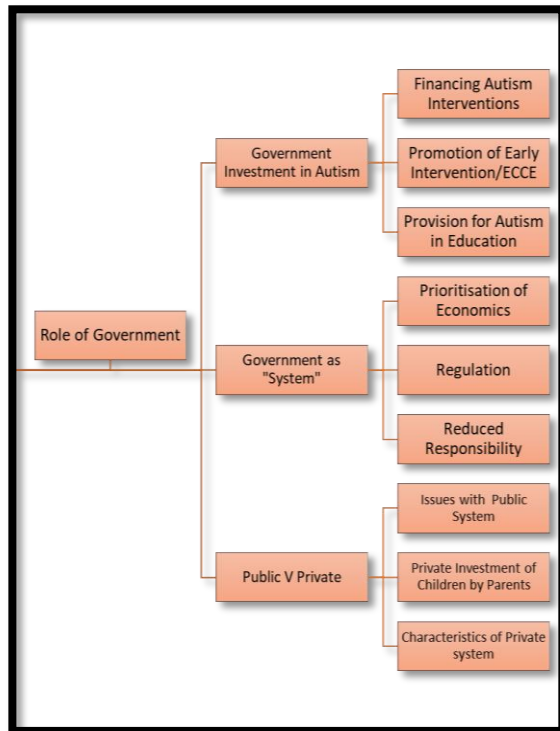 Financing Autism
Interventions
Government
Investment in Autism
Promotion of Early
Intervention/ECCE
Provision for Autism
in Education
Role of Government
Prioritisation of
Economics
Government as
"System"
Regulation
Reduced
Responsibility
Issues with Public
System
Public V Private
Private Investment of
Children by Parents
Characteristics of Private
system